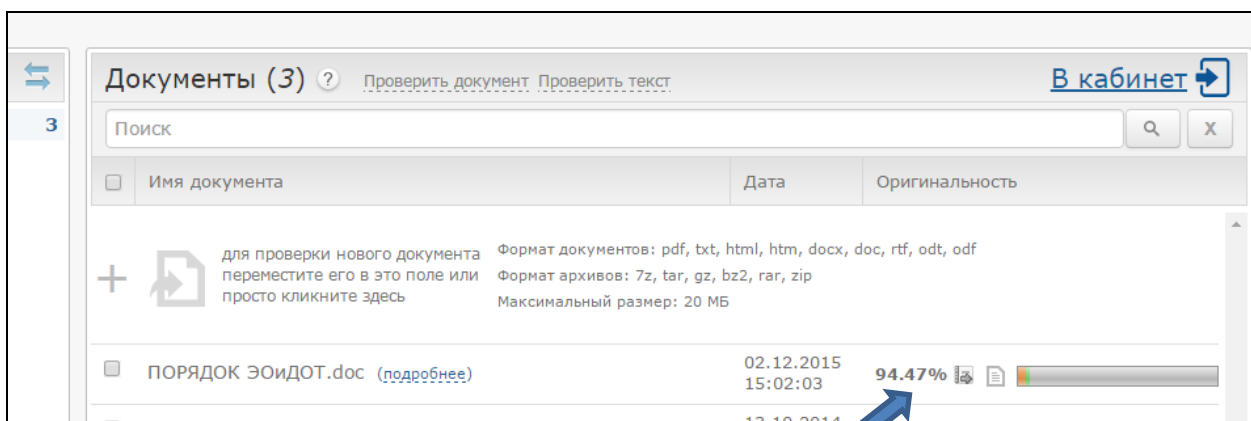 Документы (3) ? Проверить документ Проверить текст В кабинет
3
Поиск X
Имя документа Дата Оригинальность
для проверки нового документа
переместите его в это поле или
просто кликните здесь
Формат документов: pdf, txt, html, htm, docx, doc, rtf, odt, odf
Формат архивов: 7z, tar, gz, bz2, rar, zip
Максимальный размер: 20 МБ
ПОРЯДОК ЭОиДОТ.doc (подробнее) 02.12.2015
15:02:03 94.47%